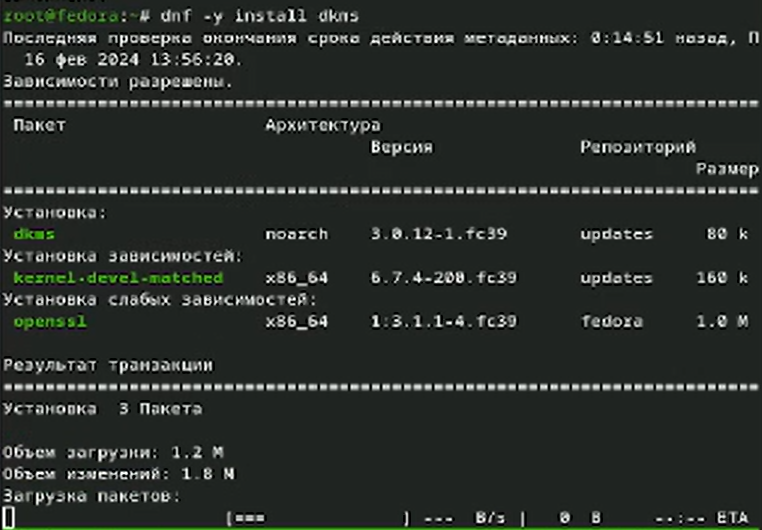 root@fedora:~# dnf -y install dkms
Последняя проверка окончания срока действия метаданных: 0:14:51 назад, П
16 фев 2024 13:56:20.
Зависимости разрешены.
Пакет Архитектура
Версия Репозиторий
Размер
Установка:
dkms noarch 3.0.12-1.fc39 updates 80 k
Установка зависимостей:
kernel-devel-matched x86_64 6.7.4-200.fc39 updates 160 k
Установка слабых зависимостей:
openssl x86_64 1:3.1.1-4.fc39 fedora 1.0 M
Результат транзакции
Установка 3 Пакета
Объем загрузки: 1.2 M
Объем изменений: 1.8 M
Загрузка пакетов:
[=== ] --- B/s | 0 B --:-- ETA